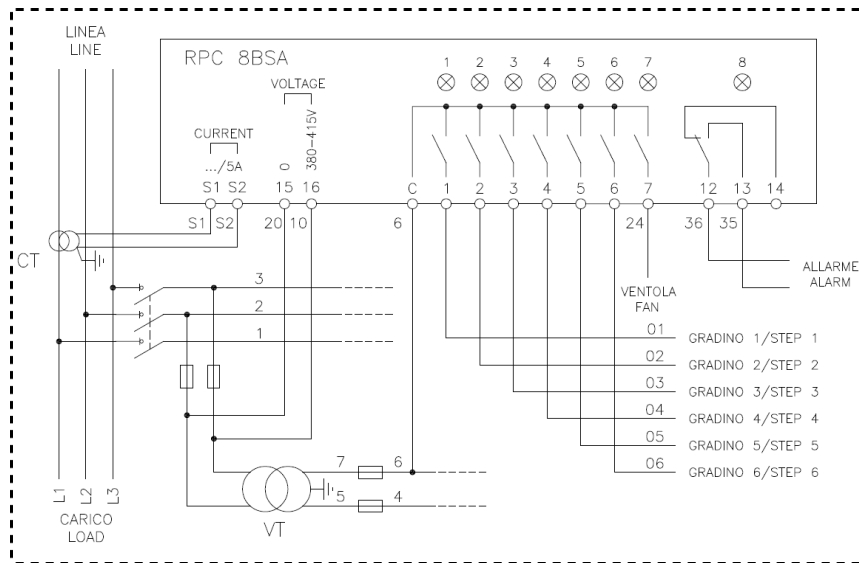 LINEA
LINE
RPC 8BSA
1 2 3 4 5 6 7 8
VOLTAGE
CURRENT
.../5A
0
380-415V
S1 S2 15 16 C 1 2 3 4 5 6 7 12 13 14
S1 S2 20 10 6 24 36 35
CT
ALLARME
ALARM
VENTOLA
FAN
3
2
1
01 GRADINO 1/STEP 1
02 GRADINO 2/STEP 2
03 GRADINO 3/STEP 3
04 GRADINO 4/STEP 4
05 GRADINO 5/STEP 5
06 GRADINO 6/STEP 6
7 6
5 4
VT
L1 L2 L3
CARICO
LOAD